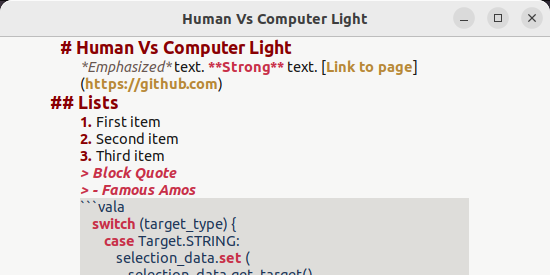 Human Vs Computer Light
# Human Vs Computer Light
*Emphasized* text. **Strong** text. [Link to page]
(https://github.com)
## Lists
1. First item
2. Second item
3. Third item
> Block Quote
> - Famous Amos
```vala
switch (target_type) {
case Target.STRING:
selection_data.set (
selection_data.get_target()